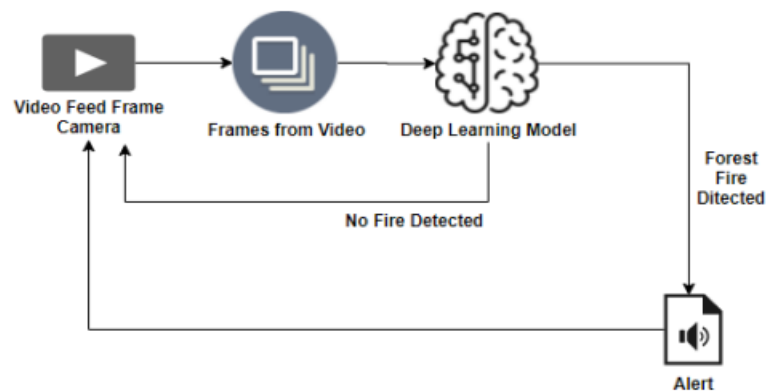 Video Feed Frame
Camera
Frames from Video
Deep Learning Model
Forest
Fire
Ditected
No Fire Detected
Alert